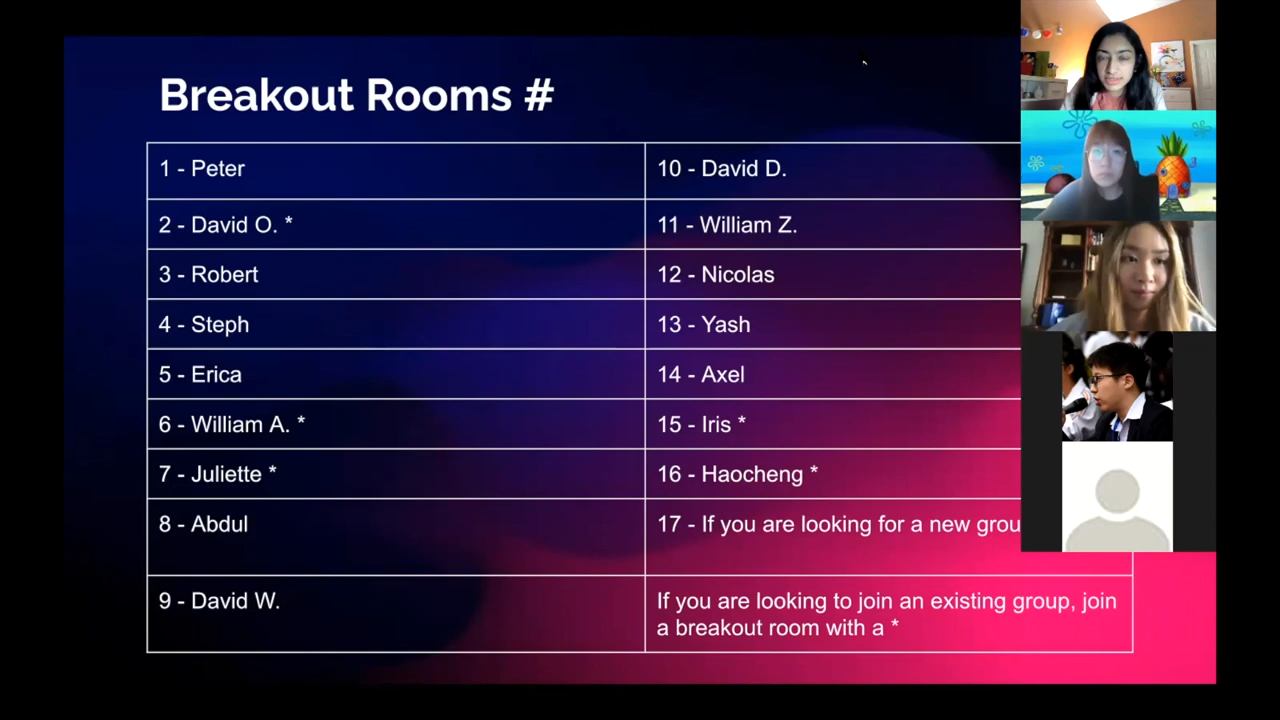 Breakout Rooms #
1 - Peter
10 - David D.
2 - David O. *
11 - William Z.
3 - Robert
12 - Nicolas
4 - Steph
13 - Yash
5 - Erica
14 - Axel
6 - William A. *
15 - Iris *
7 - Juliette *
16 - Haocheng *
8 - Abdul
17 - If you are looking for a new
9 - David W.
If you are looking to join an existing group, join
a breakout room with a *